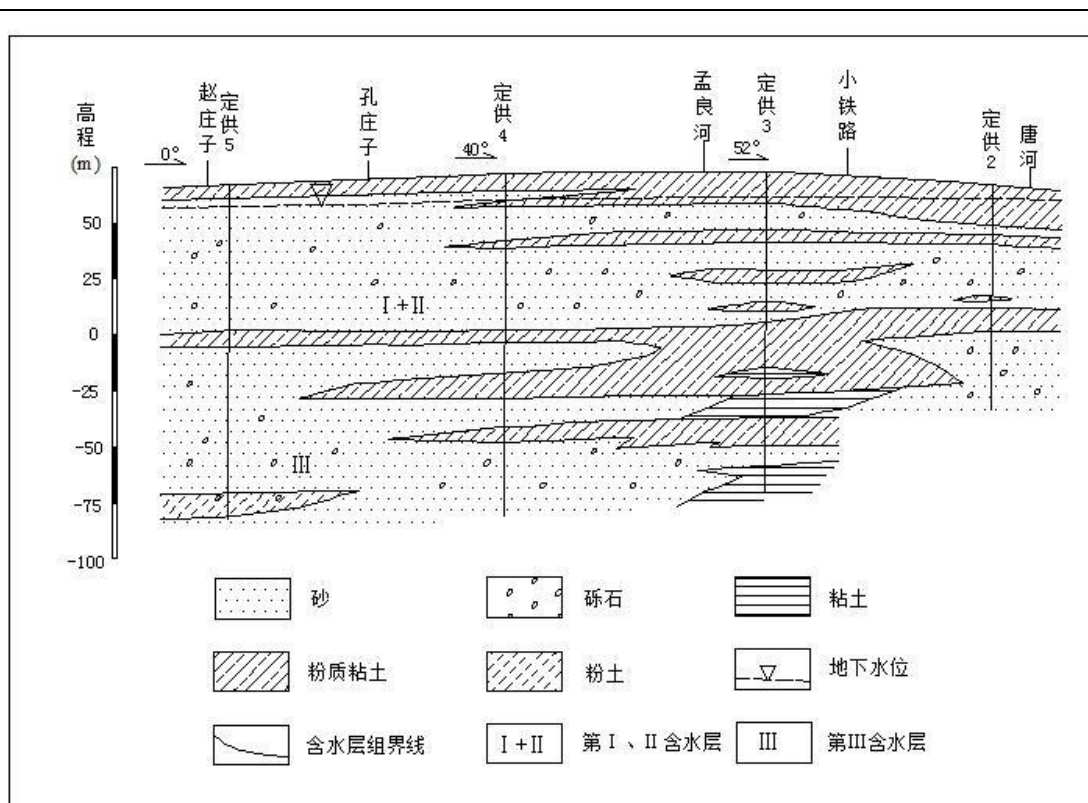 高程
(m)
50
25
0
-25
-50
-75
-100
0°
赵庄子
定供5
孔庄子
40°
定供4
孟良河
52°
定供3
小铁路
定供2
唐河
I+II
III
砂
砾石
粘土
粉质粘土
粉土
地下水位
含水层组界线
I+II
第I、II含水层
III
第III含水层